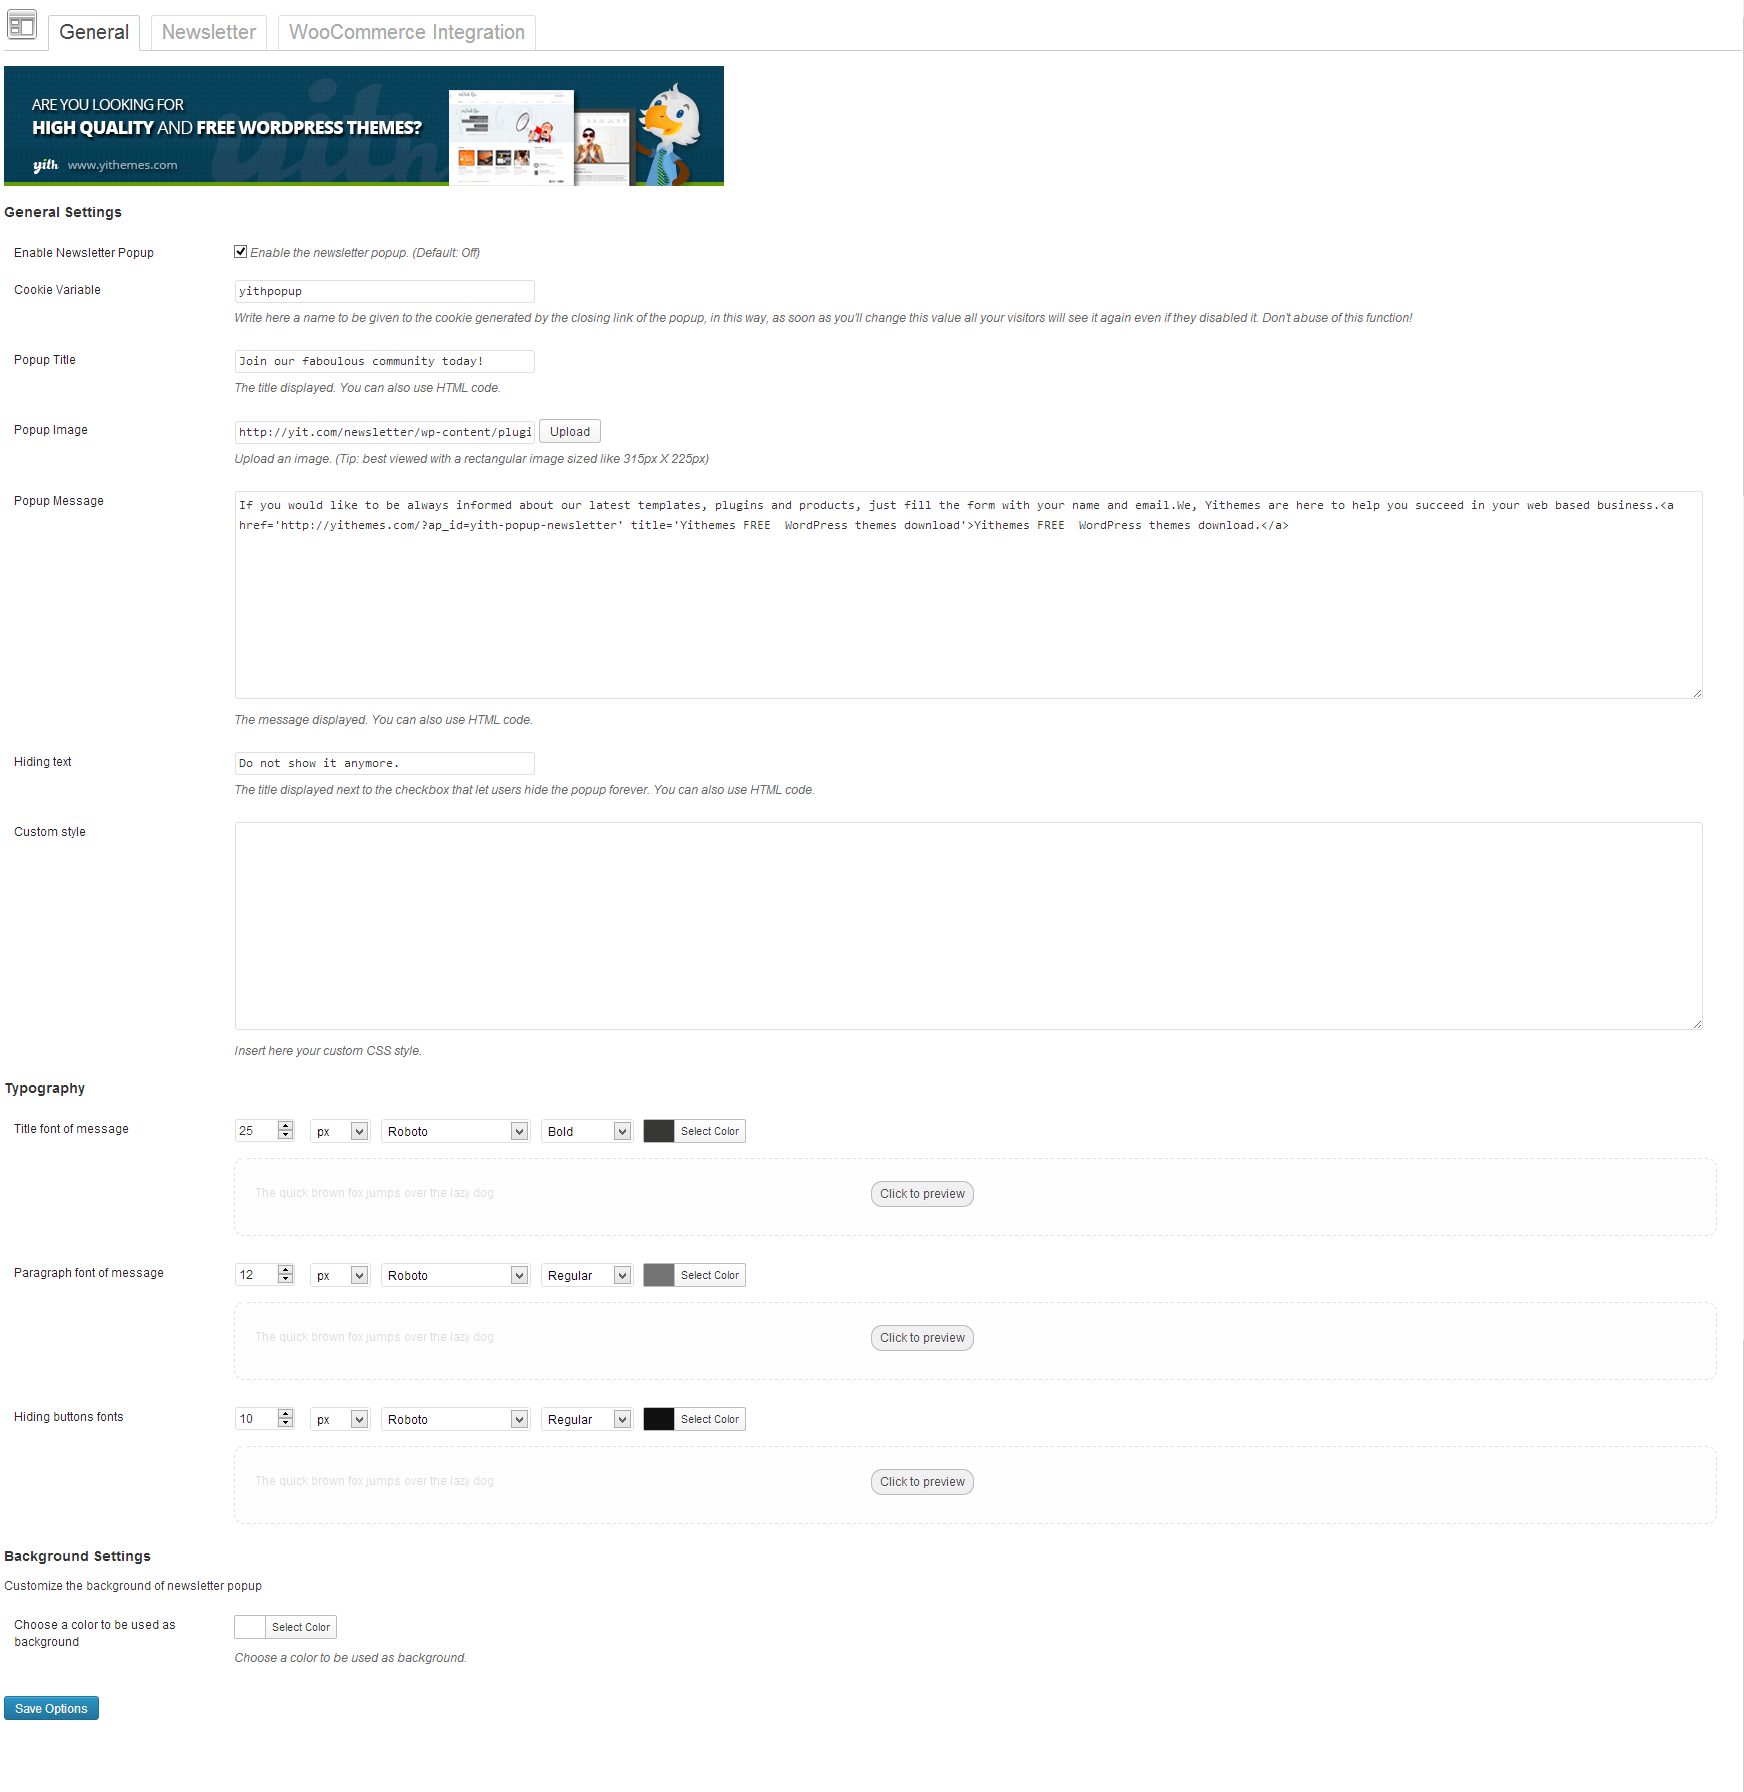 General
Newsletter
WooCommerce Integration
ARE YOU LOOKING FOR
HIGH QUALITY AND FREE WORDPRESS THEMES?
yith www.yithemes.com
General Settings
Enable Newsletter Popup
Enable the newsletter popup. (Default: Off)
Cookie Variable
yithpopup
Write here a name to be given to the cookie generated by the closing link of the popup, in this way, as soon as you'll change this value all your visitors will see it again even if they disabled it. Don't abuse of this function!
Popup Title
Join our faboulous community today!
The title displayed. You can also use HTML code.
Popup Image
http://yit.com/newsletter/wp-content/plugi
Upload
Upload an image. (Tip: best viewed with a rectangular image sized like 315px X 225px)
Popup Message
If you would like to be always informed about our latest templates, plugins and products, just fill the form with your name and email.We, Yithemes are here to help you succeed in your web based business.<a
href='http://yithemes.com/?ap_id=yith-popup-newsletter' title='Yithemes FREE  WordPress themes download'>Yithemes FREE  WordPress themes download.</a>
The message displayed. You can also use HTML code.
Hiding text
Do not show it anymore.
The title displayed next to the checkbox that let users hide the popup forever. You can also use HTML code.
Custom style
Insert here your custom CSS style.
Typography
Title font of message
25 px Roboto Bold Select Color
The quick brown fox jumps over the lazy dog
Click to preview
Paragraph font of message
12 px Roboto Regular Select Color
The quick brown fox jumps over the lazy dog
Click to preview
Hiding buttons fonts
10 px Roboto Regular Select Color
The quick brown fox jumps over the lazy dog
Click to preview
Background Settings
Customize the background of newsletter popup
Choose a color to be used as
background
Select Color
Choose a color to be used as background.
Save Options